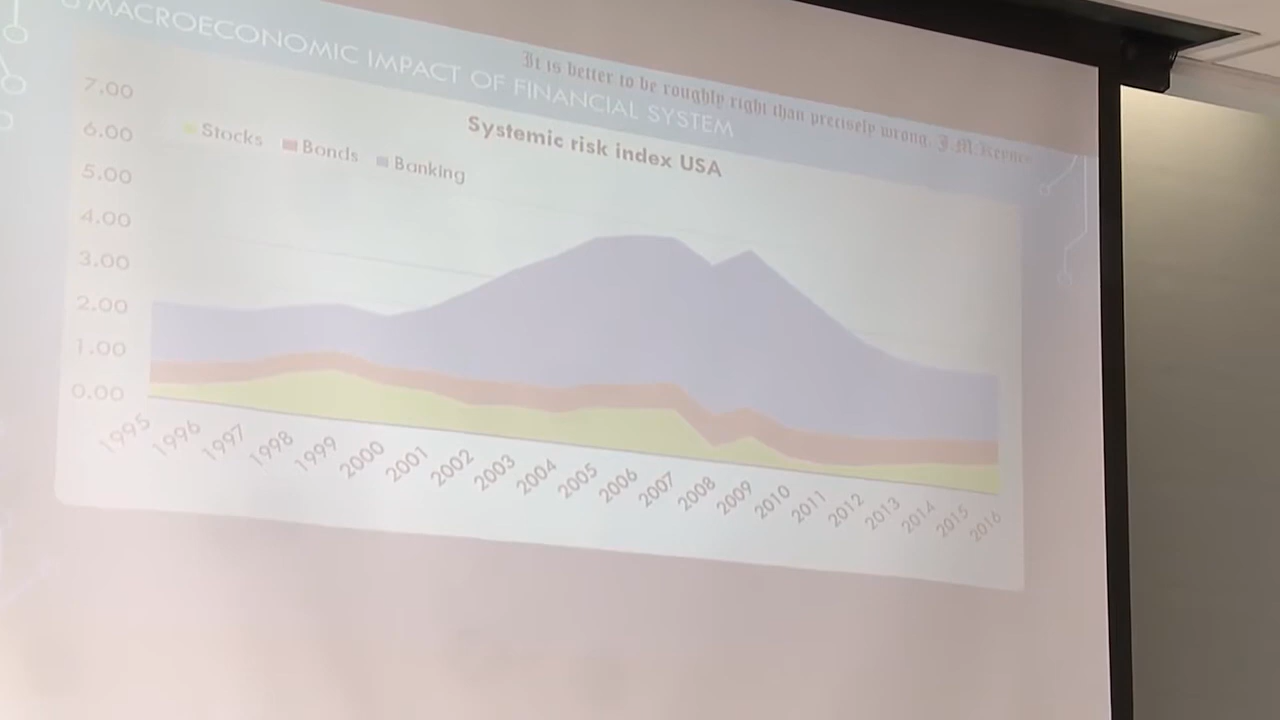 MACROECONOMIC IMPACT OF FINANCIAL SYSTEM
It is better to be roughly right than precisely wrong. J.M.Keynes
Systemic risk index USA
Stocks Bonds Banking
7.00
6.00
5.00
4.00
3.00
2.00
1.00
0.00
1995 1996 1997 1998 1999 2000 2001 2002 2003 2004 2005 2006 2007 2008 2009 2010 2011 2012 2013 2014 2015 2016